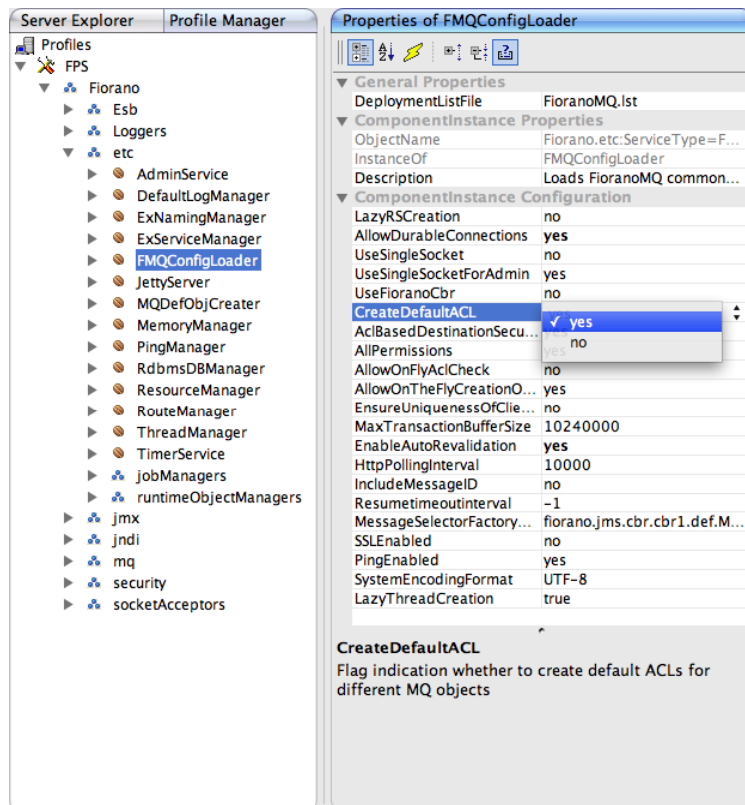 Server Explorer
Profile Manager
Profiles
FPS
Fiorano
Esb
Loggers
etc
AdminService
DefaultLogManager
ExNamingManager
ExServiceManager
FMQConfigLoader
JettyServer
MQDefObjCreater
MemoryManager
PingManager
RdbmsDBManager
ResourceManager
RouteManager
ThreadManager
TimerService
jobManagers
runtimeObjectManagers
jmx
jndi
mq
security
socketAcceptors
Properties of FMQConfigLoader
General Properties
DeploymentListFile FioranoMQ.lst
ComponentInstance Properties
ObjectName Fiorano.etc:ServiceType=F...
InstanceOf FMQConfigLoader
Description Loads FioranoMQ common...
ComponentInstance Configuration
LazyRSCreation no
AllowDurableConnections yes
UseSingleSocket no
UseSingleSocketForAdmin yes
UseFioranoCbr no
CreateDefaultACL
✓ yes
no
AclBasedDestinationSecu...
AllPermissions yes
AllowOnFlyAclCheck no
AllowOnTheFlyCreationO... yes
EnsureUniquenessOfClie... no
MaxTransactionBufferSize 10240000
EnableAutoRevalidation yes
HttpPollingInterval 10000
IncludeMessageID no
Resumetimeoutinterval -1
MessageSelectorFactory... fiorano.jms.cbr.cbr1.def.M...
SSLEnabled no
PingEnabled yes
SystemEncodingFormat UTF-8
LazyThreadCreation true
CreateDefaultACL
Flag indication whether to create default ACLs for
different MQ objects